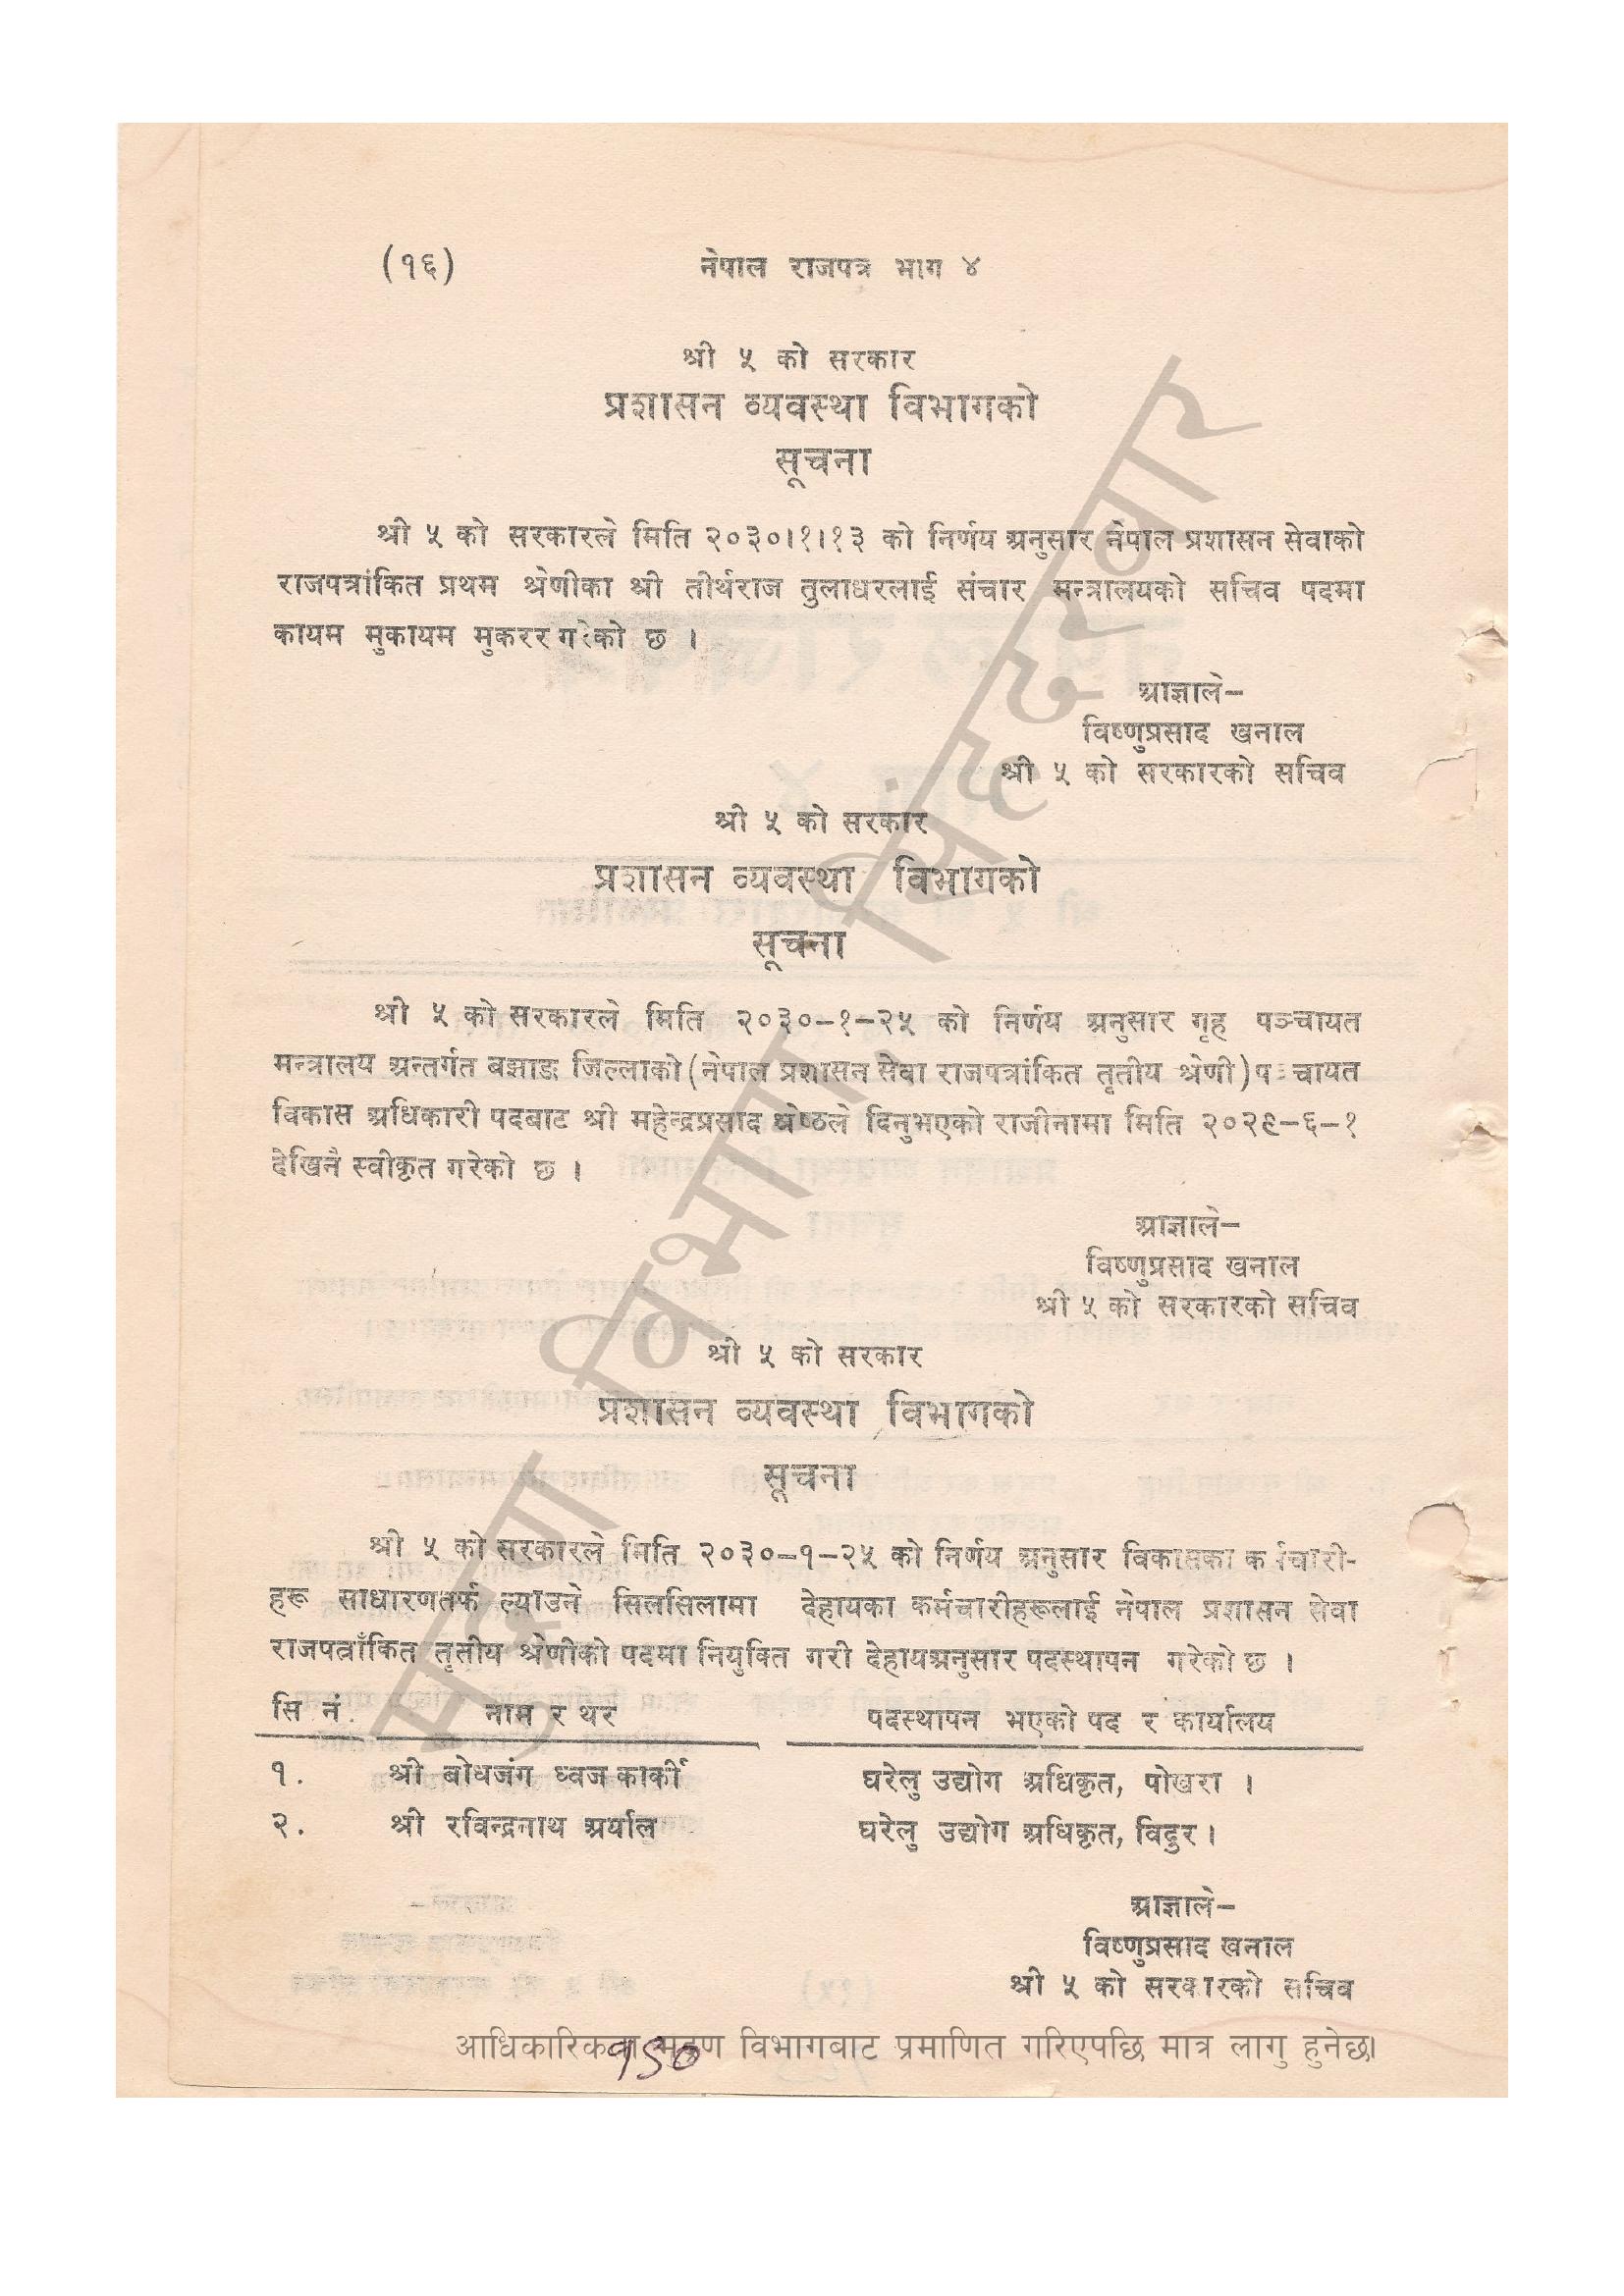 (१६) नेपाल राजपत्र भाग ४
श्री ५ को सरकार
प्रशासन व्यवस्था विभागको
सूचना
श्री ५ को सरकारले मिति २०३०।१।१३ को निर्णय अनुसार नेपाल प्रशासन सेवाको
राजपत्रांकित प्रथम श्रेणीका श्री तीर्थराज तुलाधरलाई संचार मन्त्रालयको सचिव पदमा
कायम मुकायम मुकरर गरेको छ ।
आज्ञाले–
विष्णुप्रसाद खनाल
श्री ५ को सरकारको सचिव
श्री ५ को सरकार
प्रशासन व्यवस्था विभागको
सूचना
श्री ५ को सरकारले मिति २०३०–१–२५ को निर्णय अनुसार गृह पञ्चायत
मन्त्रालय अन्तर्गत बझाङ जिल्लाको (नेपाल प्रशासन सेवा राजपत्रांकित तृतीय श्रेणी) पञ्चायत
विकास अधिकारी पदबाट श्री महेन्द्रप्रसाद श्रेष्ठले दिनुभएको राजीनामा मिति २०२९–६–१
देखिनै स्वीकृत गरेको छ ।
आज्ञाले–
विष्णुप्रसाद खनाल
श्री ५ को सरकारको सचिव
श्री ५ को सरकार
प्रशासन व्यवस्था विभागको
सूचना
श्री ५ को सरकारले मिति २०३०–१–२५ को निर्णय अनुसार विकासका कर्मचारी-
हरू साधारणतर्फ ल्याउने सिलसिलामा देहायका कर्मचारीहरूलाई नेपाल प्रशासन सेवा
राजपत्राँकित तृतीय श्रेणीको पदमा नियुक्ति गरी देहायअनुसार पदस्थापन गरेको छ ।
सि नं. नाम र थर पदस्थापन भएको पद र कार्यालय
१. श्री बोधजंग ध्वज कार्की घरेलु उद्योग अधिकृत, पोखरा ।
२. श्री रविन्द्रनाथ अर्याल घरेलु उद्योग अधिकृत, विदुर ।
आज्ञाले–
विष्णुप्रसाद खनाल
श्री ५ को सरकारको सचिव
आधिकारिकता मुद्रण विभागबाट प्रमाणित गरिएपछि मात्र लागु हुनेछ।
मुद्रण विभाग, सिंहदरबार